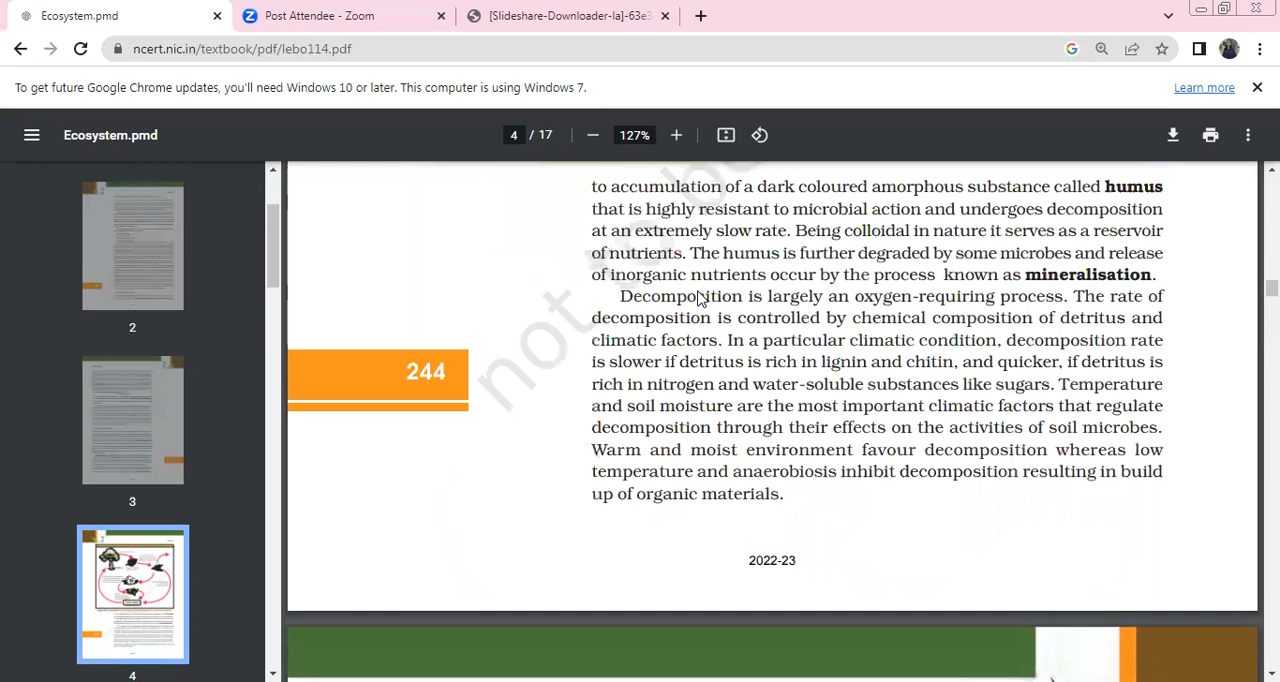 Ecosystem.pmd
Post Attendee - Zoom
[Slideshare-Downloader-la]-63e3
ncert.nic.in/textbook/pdf/lebo114.pdf
To get future Google Chrome updates, you'll need Windows 10 or later. This computer is using Windows 7.
Learn more
Ecosystem.pmd
4 / 17
127%
2
3
4
not to be
to accumulation of a dark coloured amorphous substance called humus
that is highly resistant to microbial action and undergoes decomposition
at an extremely slow rate. Being colloidal in nature it serves as a reservoir
of nutrients. The humus is further degraded by some microbes and release
of inorganic nutrients occur by the process known as mineralisation.
Decomposition is largely an oxygen-requiring process. The rate of
decomposition is controlled by chemical composition of detritus and
climatic factors. In a particular climatic condition, decomposition rate
is slower if detritus is rich in lignin and chitin, and quicker, if detritus is
rich in nitrogen and water-soluble substances like sugars. Temperature
and soil moisture are the most important climatic factors that regulate
decomposition through their effects on the activities of soil microbes.
Warm and moist environment favour decomposition whereas low
temperature and anaerobiosis inhibit decomposition resulting in build
up of organic materials.
244
2022-23